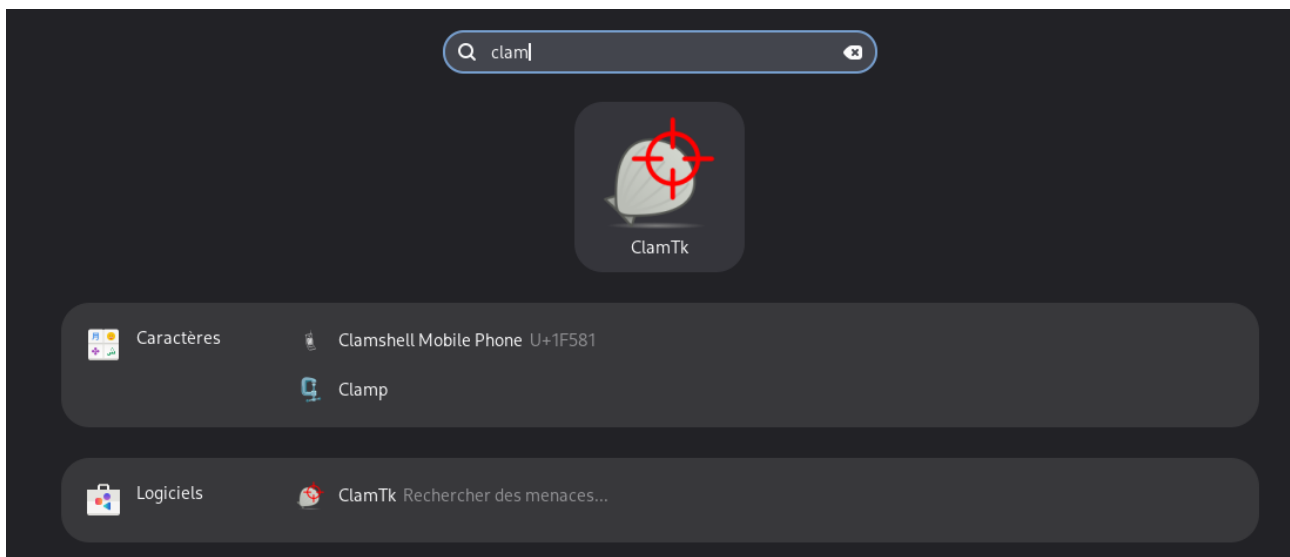 clam
ClamTk
Caractères
Clamshell Mobile Phone U+1F581
Clamp
Logiciels
ClamTk Rechercher des menaces...